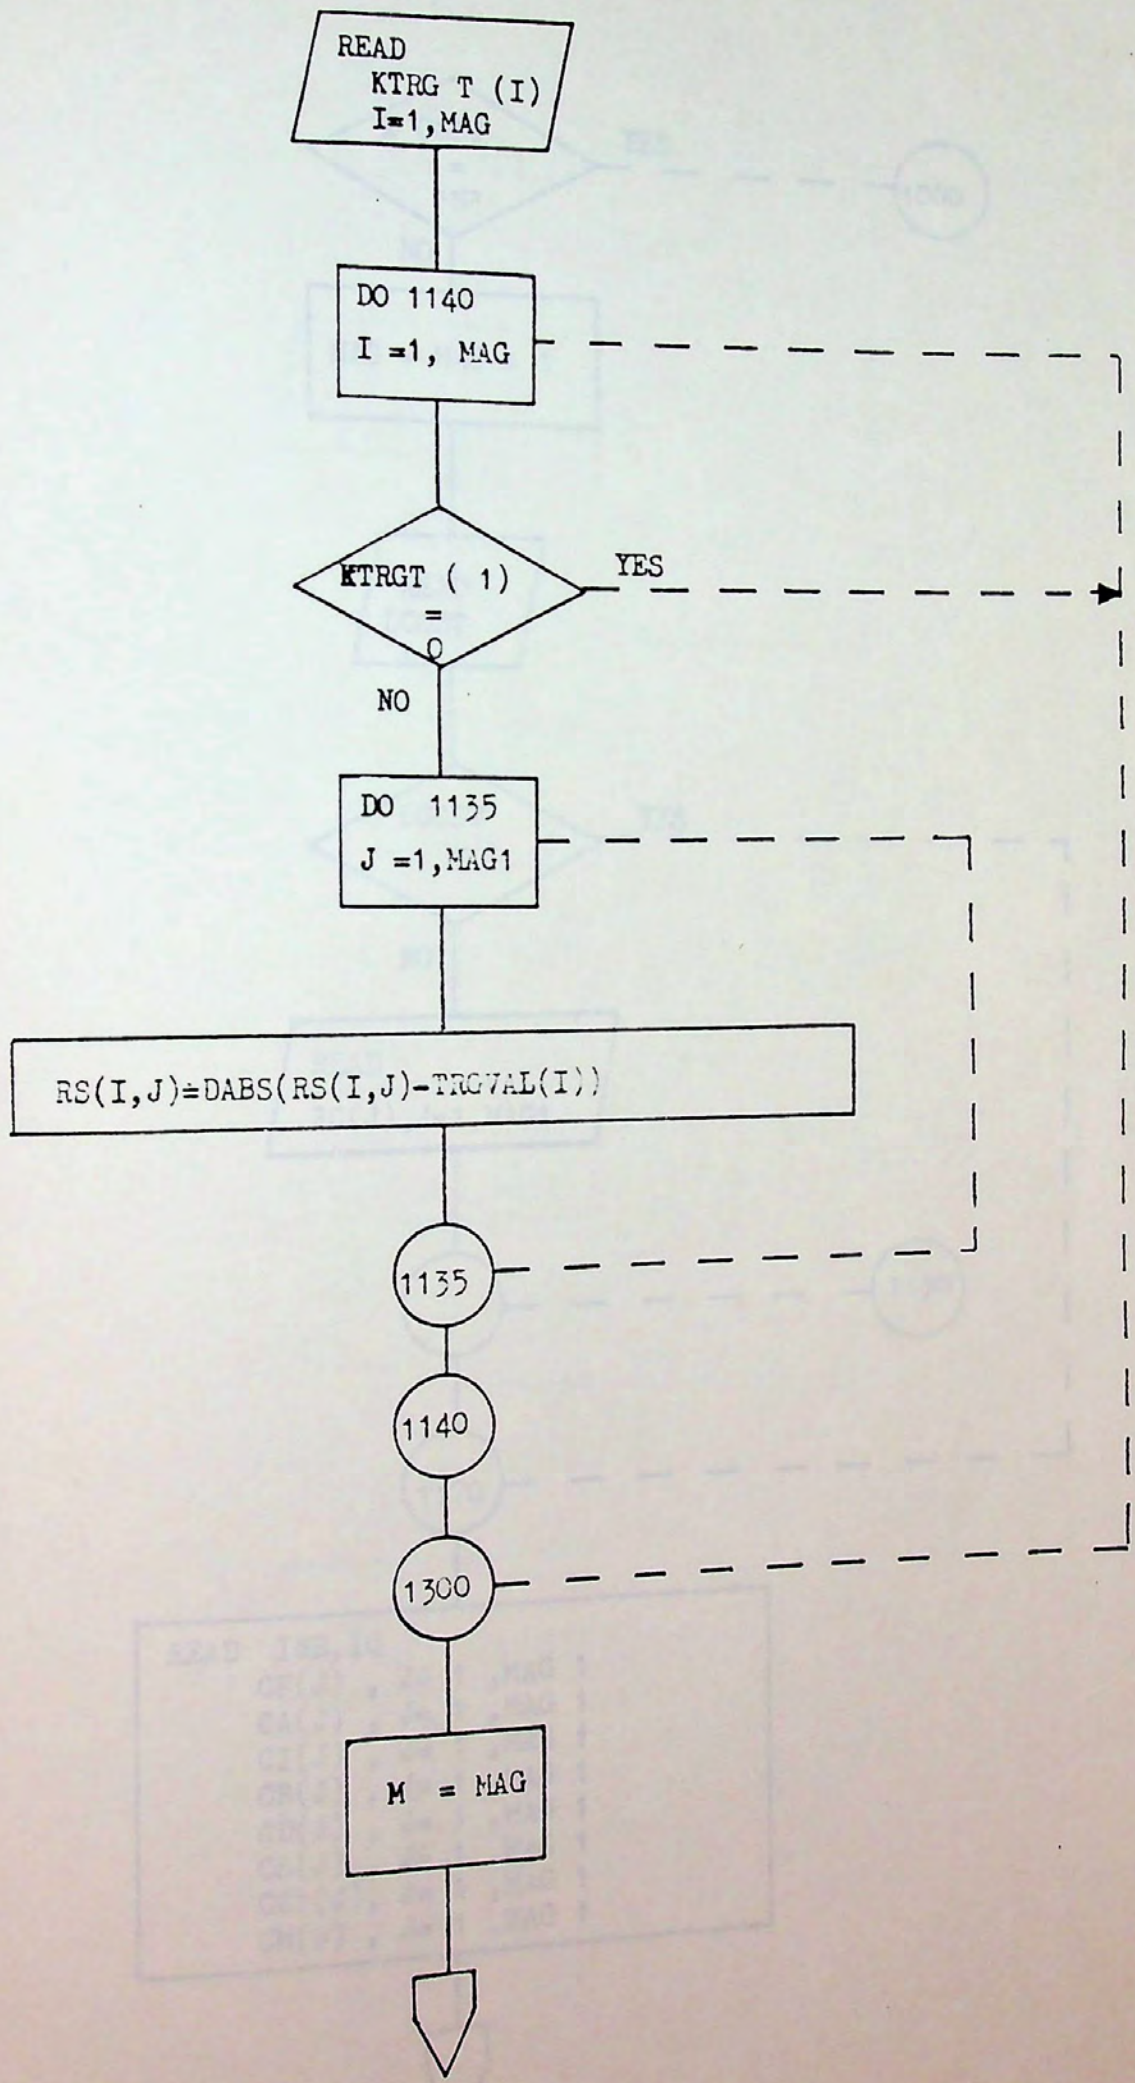 READ
KTRG T (I)
I=1,MAG
DO 1140
I =1, MAG
KTRGT ( 1)
=
0
YES
NO
DO 1135
J =1,MAG1
RS(I,J)=DABS(RS(I,J)-TRGVAL(I))
1135
1140
1300
M = MAG